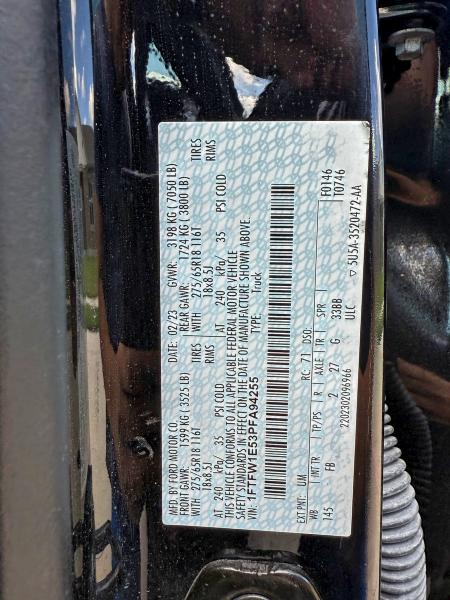 MFD. BY FORD MOTOR CO. DATE: 02/23 GVWR: 3198 KG ( 7050 LB)
FRONT GAWR: 1599 KG ( 3525 LB) REAR GAWR: 1724 KG ( 3800 LB)
WITH 275/65R18 116T TIRES WITH 275/65R18 116T TIRES
18x8.5J RIMS 18x8.5J RIMS
AT 240 kPa/ 35 PSI COLD AT 240 kPa/ 35 PSI COLD
THIS VEHICLE CONFORMS TO ALL APPLICABLE FEDERAL MOTOR VEHICLE
SAFETY STANDARDS IN EFFECT ON THE DATE OF MANUFACTURE SHOWN ABOVE.
VIN: 1FTFW1E53PFA94255 TYPE: Truck
F0146
T0746
EXT PNT: UM RC: 71 DSO:
WB INT TR TP/PS R AXLE TR SPR
145 FB 2 27 G 33BB
ULC
2202302096966 ▽ 5U5A-3520472-AA